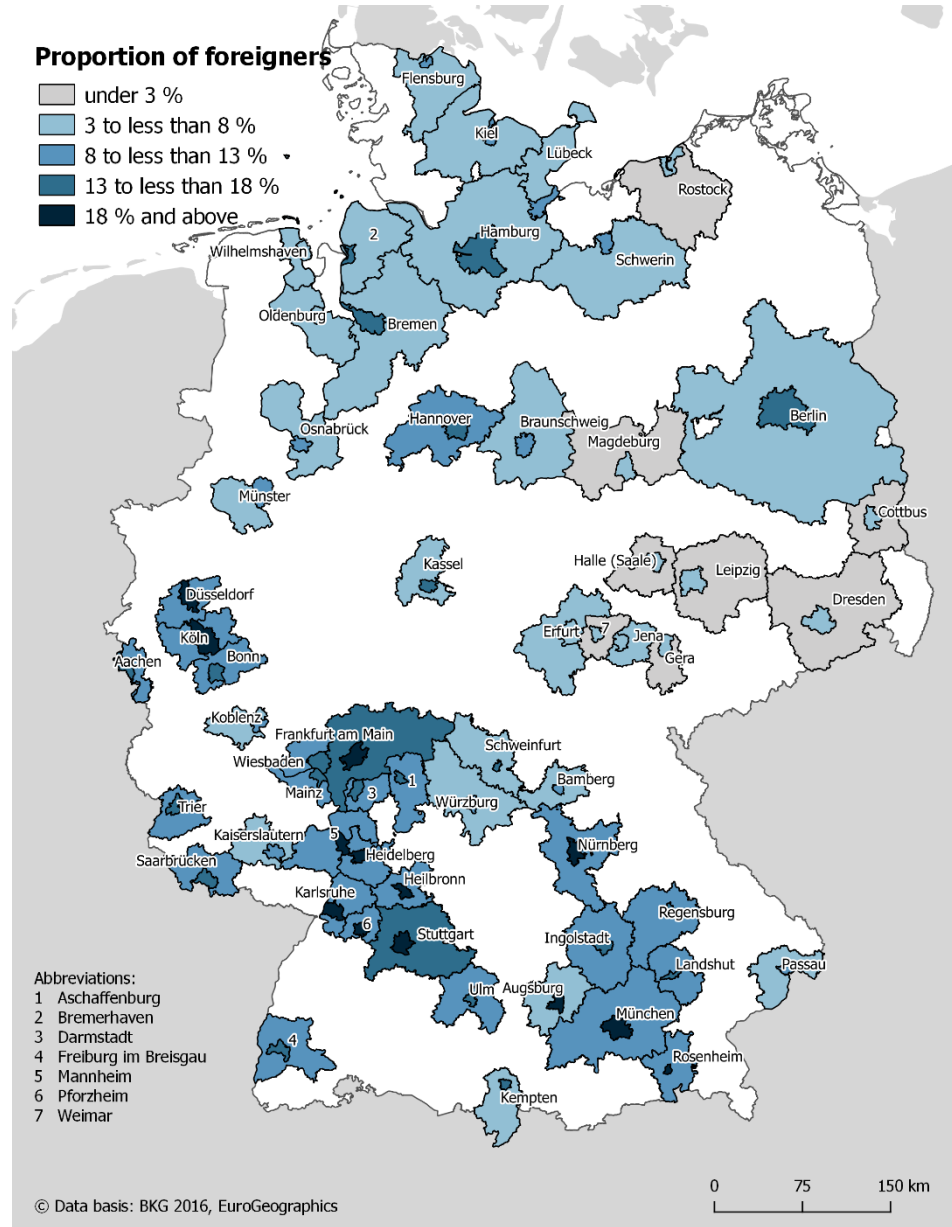 Proportion of foreigners
under 3 %
3 to less than 8 %
8 to less than 13 %
13 to less than 18 %
18 % and above
Flensburg
Kiel
Lübeck
Rostock
Wilhelmshaven
2
Hamburg
Schwerin
Oldenburg
Bremen
Osnabrück
Hannover
Braunschweig
Magdeburg
Berlin
Münster
Cottbus
Kassel
Halle (Saale)
Leipzig
Dresden
Düsseldorf
Köln
Bonn
Aachen
Erfurt
7
Jena
Gera
Koblenz
Frankfurt am Main
Wiesbaden
Mainz
3
1
Schweinfurt
Bamberg
Würzburg
Trier
Kaiserslautern
5
Saarbrücken
Heidelberg
Nürnberg
Heilbronn
Karlsruhe
6
Stuttgart
Ingolstadt
Regensburg
Landshut
Passau
Ulm
Augsburg
München
4
Rosenheim
Kempten
Abbreviations:
1 Aschaffenburg
2 Bremerhaven
3 Darmstadt
4 Freiburg im Breisgau
5 Mannheim
6 Pforzheim
7 Weimar
0 75 150 km
© Data basis: BKG 2016, EuroGeographics